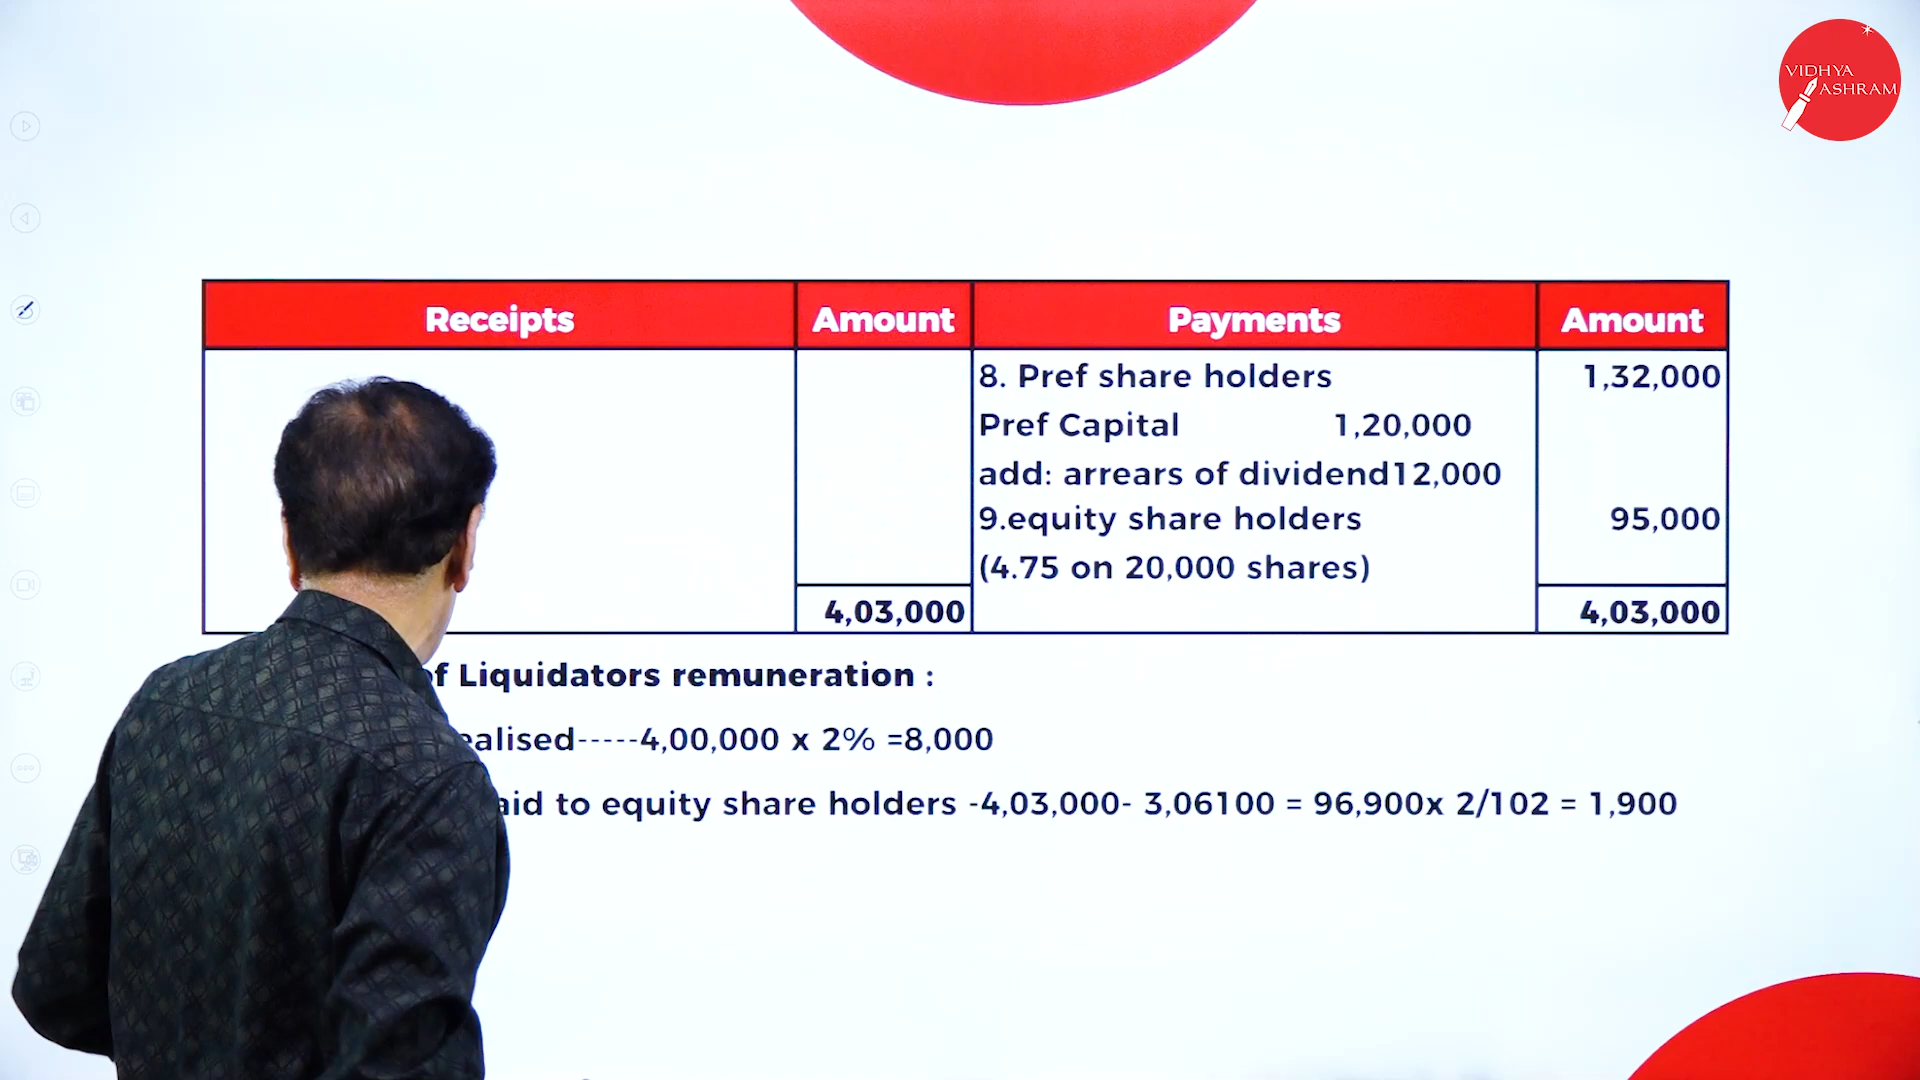 VIDHYA
ASHRAM
Receipts Amount Payments Amount
8. Pref share holders 1,32,000
Pref Capital 1,20,000
add: arrears of dividend12,000
9.equity share holders 95,000
(4.75 on 20,000 shares)
4,03,000 4,03,000
of Liquidators remuneration :
ealised-----4,00,000 x 2% =8,000
aid to equity share holders -4,03,000- 3,06100 = 96,900x 2/102 = 1,900